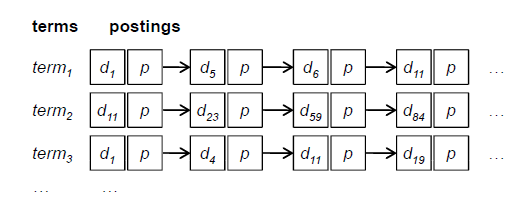 terms postings
term1 d1 p d5 p d6 p d11 p ...
term2 d11 p d23 p d59 p d84 p ...
term3 d1 p d4 p d11 p d19 p ...
... ...